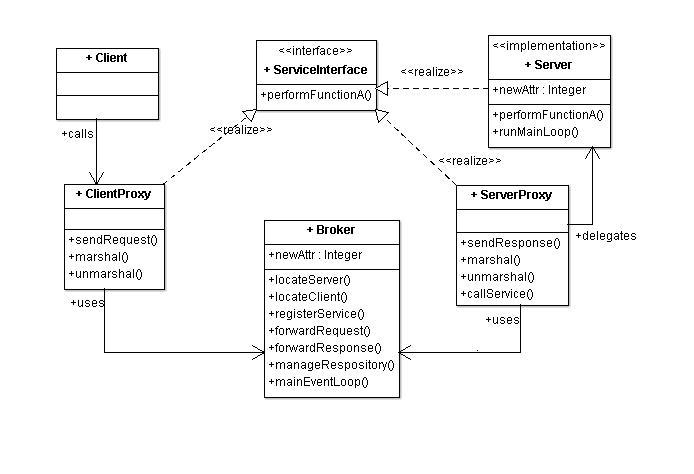 + Client
<<interface>>
+ ServiceInterface
+performFunctionA()
<<implementation>>
+ Server
+newAttr : Integer
+performFunctionA()
+runMainLoop()
<<realize>>
+calls
<<realize>>
<<realize>>
+ ClientProxy
+sendRequest()
+marshal()
+unmarshal()
+uses
+ Broker
+newAttr : Integer
+locateServer()
+locateClient()
+registerService()
+forwardRequest()
+forwardResponse()
+manageRespository()
+mainEventLoop()
+ ServerProxy
+sendResponse()
+marshal()
+unmarshal()
+callService()
+delegates
+uses